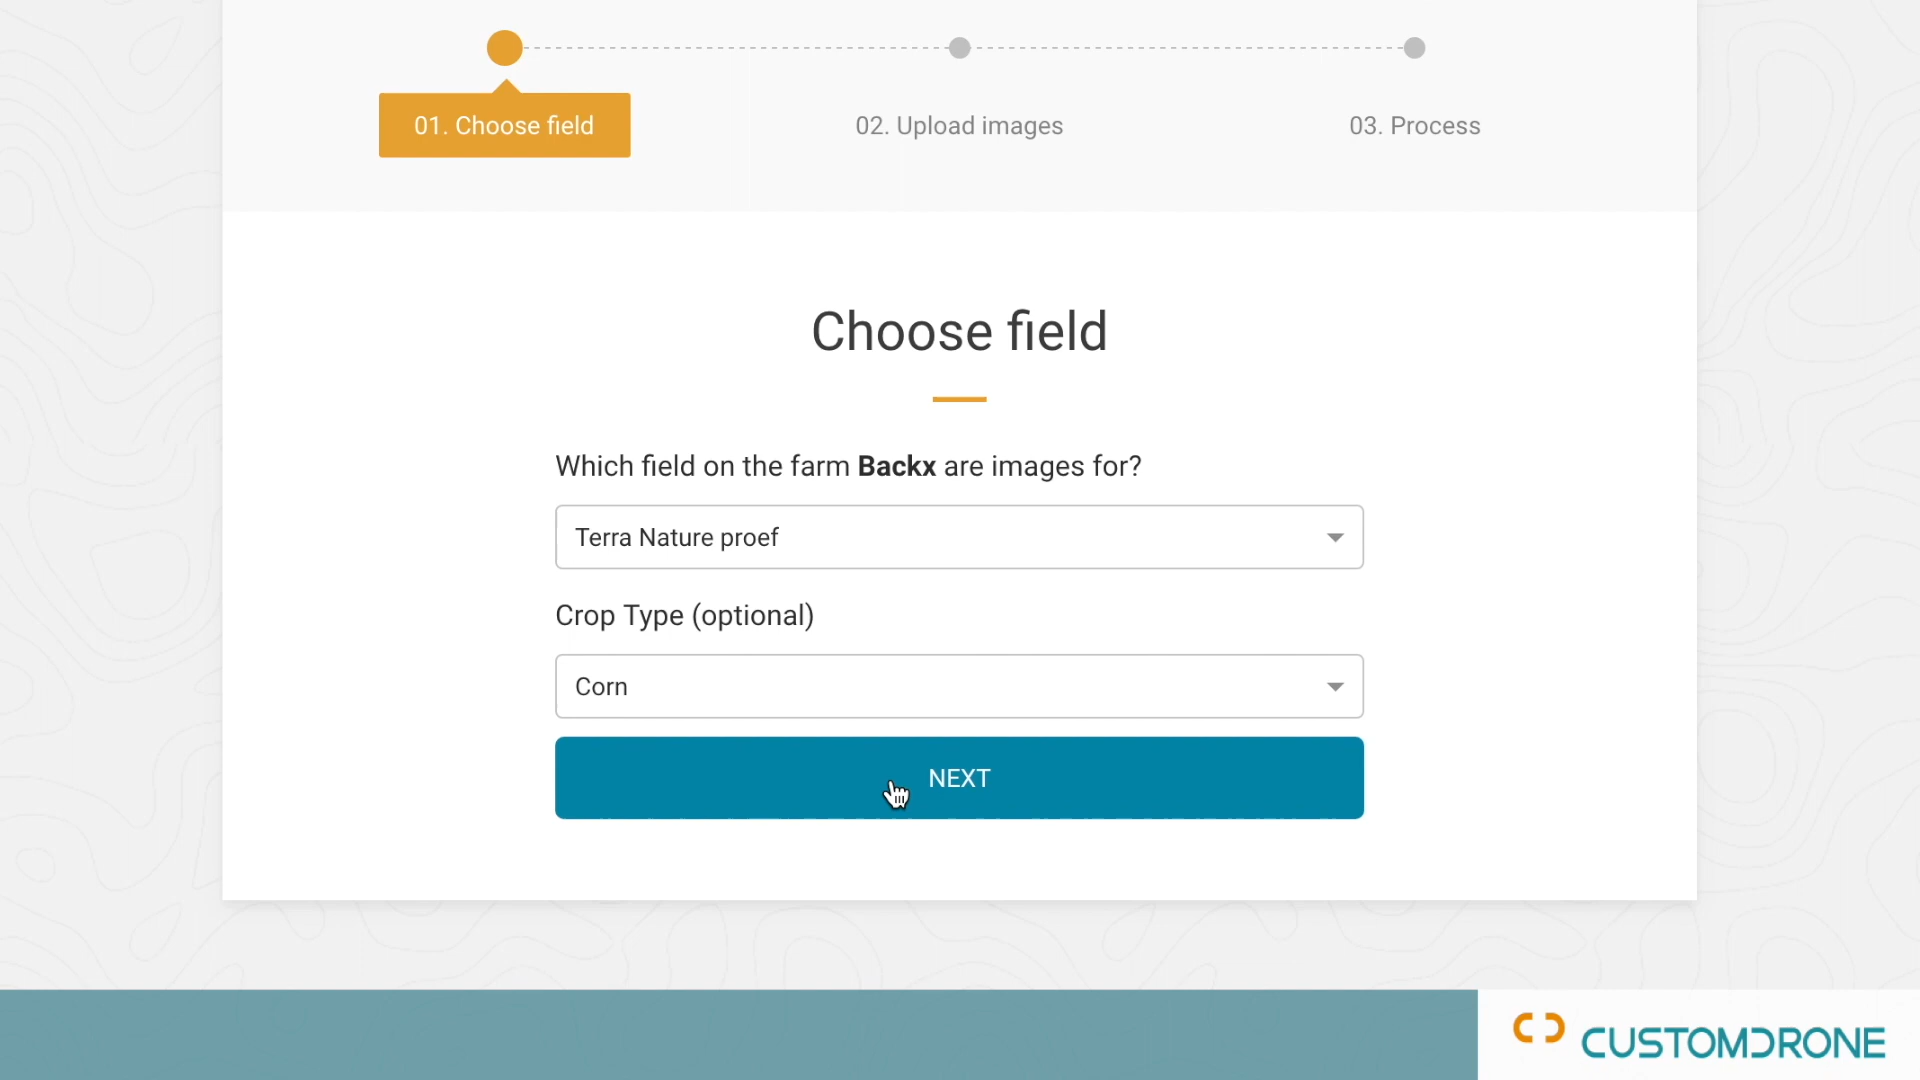 01. Choose field
02. Upload images
03. Process
Choose field
Which field on the farm Backx are images for?
Terra Nature proef
Crop Type (optional)
Corn
NEXT
CUSTOMDRONE